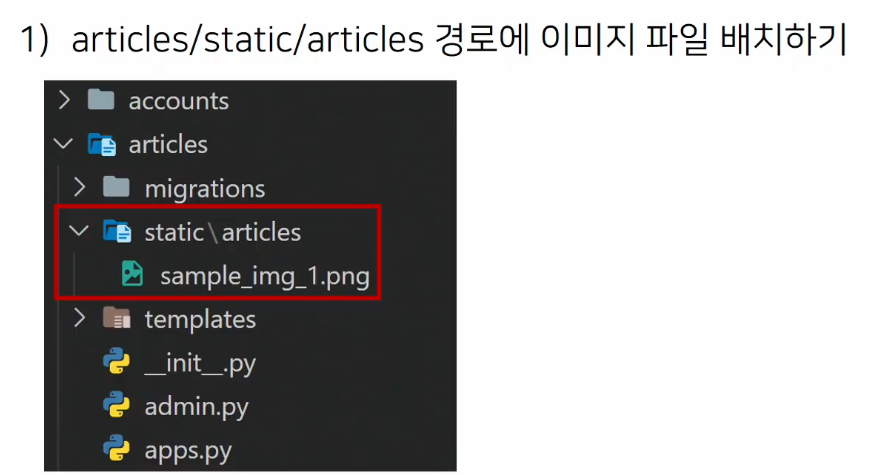 1) articles/static/articles 경로에 이미지 파일 배치하기
accounts
articles
migrations
static\articles
sample_img_1.png
templates
__init__.py
admin.py
apps.py